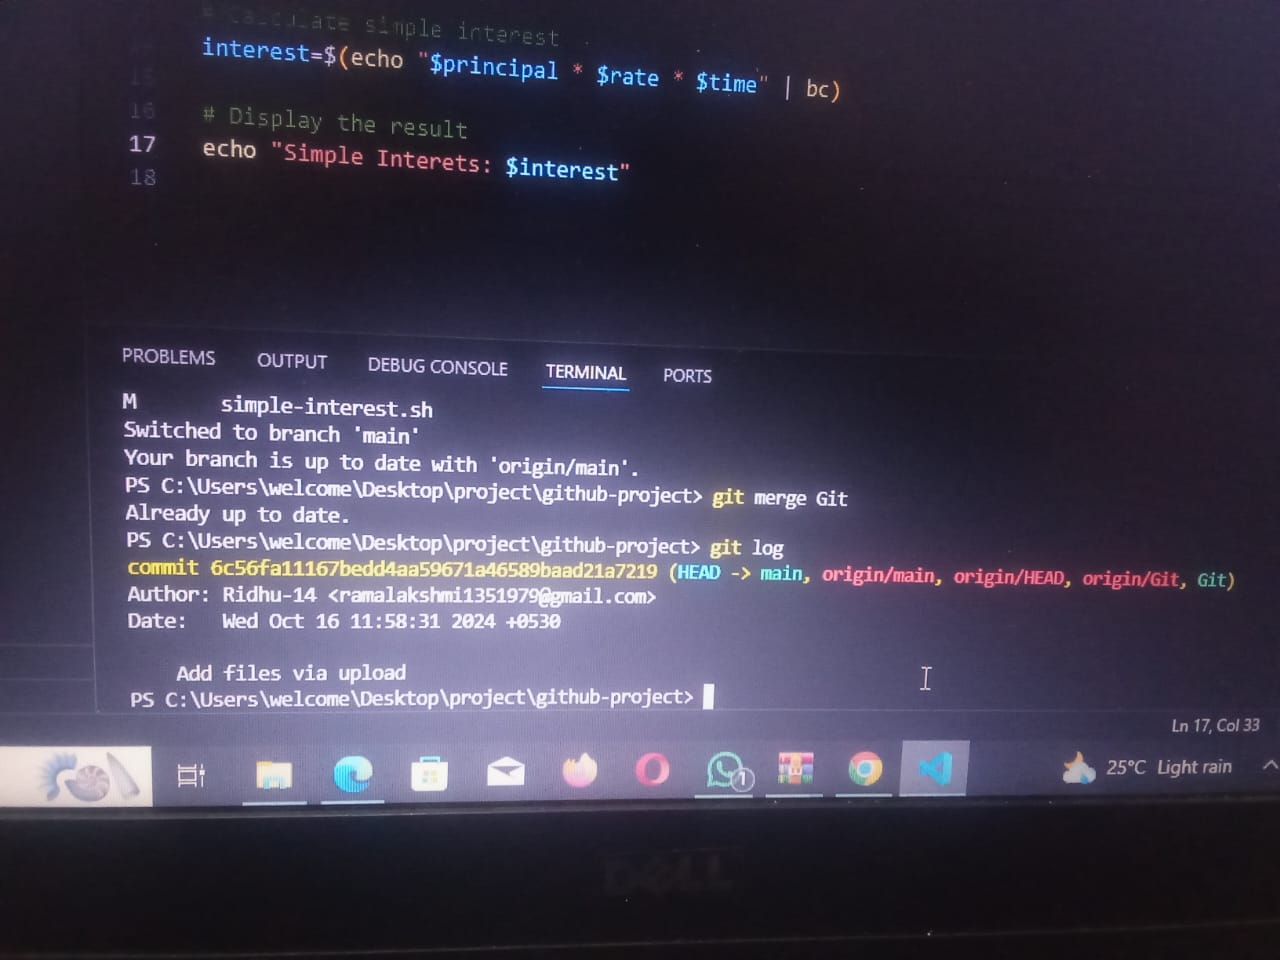 # Calculate simple interest
interest=$(echo "$principal * $rate * $time" | bc)
15
16 # Display the result
17 echo "Simple Interets: $interest"
18
PROBLEMS OUTPUT DEBUG CONSOLE TERMINAL PORTS
M simple-interest.sh
Switched to branch 'main'
Your branch is up to date with 'origin/main'.
PS C:\Users\welcome\Desktop\project\github-project> git merge Git
Already up to date.
PS C:\Users\welcome\Desktop\project\github-project> git log
commit 6c56fa11167bedd4aa59671a46589baad21a7219 (HEAD -> main, origin/main, origin/HEAD, origin/Git, Git)
Author: Ridhu-14 <ramalakshmi1351979@gmail.com>
Date: Wed Oct 16 11:58:31 2024 +0530
Add files via upload
PS C:\Users\welcome\Desktop\project\github-project>
Ln 17, Col 33
1
25°C Light rain
DELL